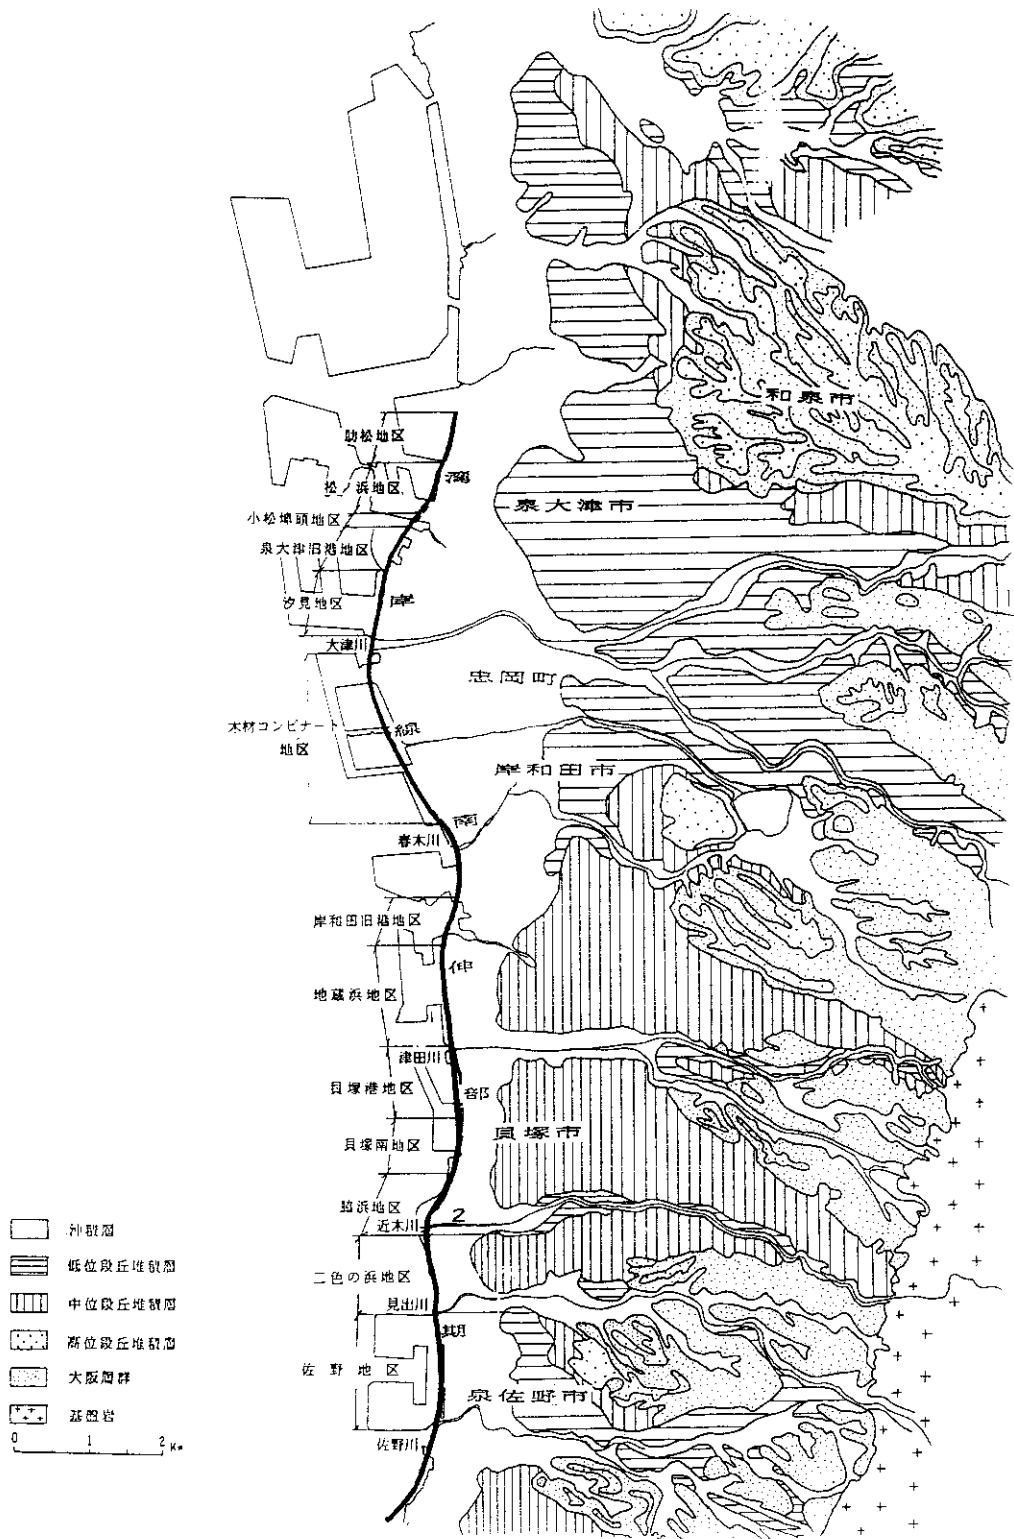 和泉市
助松地区
湾
松ノ浜地区
泉大津市
小松埠頭地区
泉大津旧港地区
岸
汐見地区
大津川
忠岡町
木材コンビナート
地区
線
岸和田市
南
春木川
岸和田旧港地区
伸
地蔵浜地区
津田川
貝塚港地区
部
貝塚市
貝塚南地区
脇浜地区
2
近木川
二色の浜地区
見出川
期
佐野地区
泉佐野市
佐野川
沖積層
低位段丘堆積層
中位段丘堆積層
高位段丘堆積層
大阪層群
基盤岩
0 1 2 Km